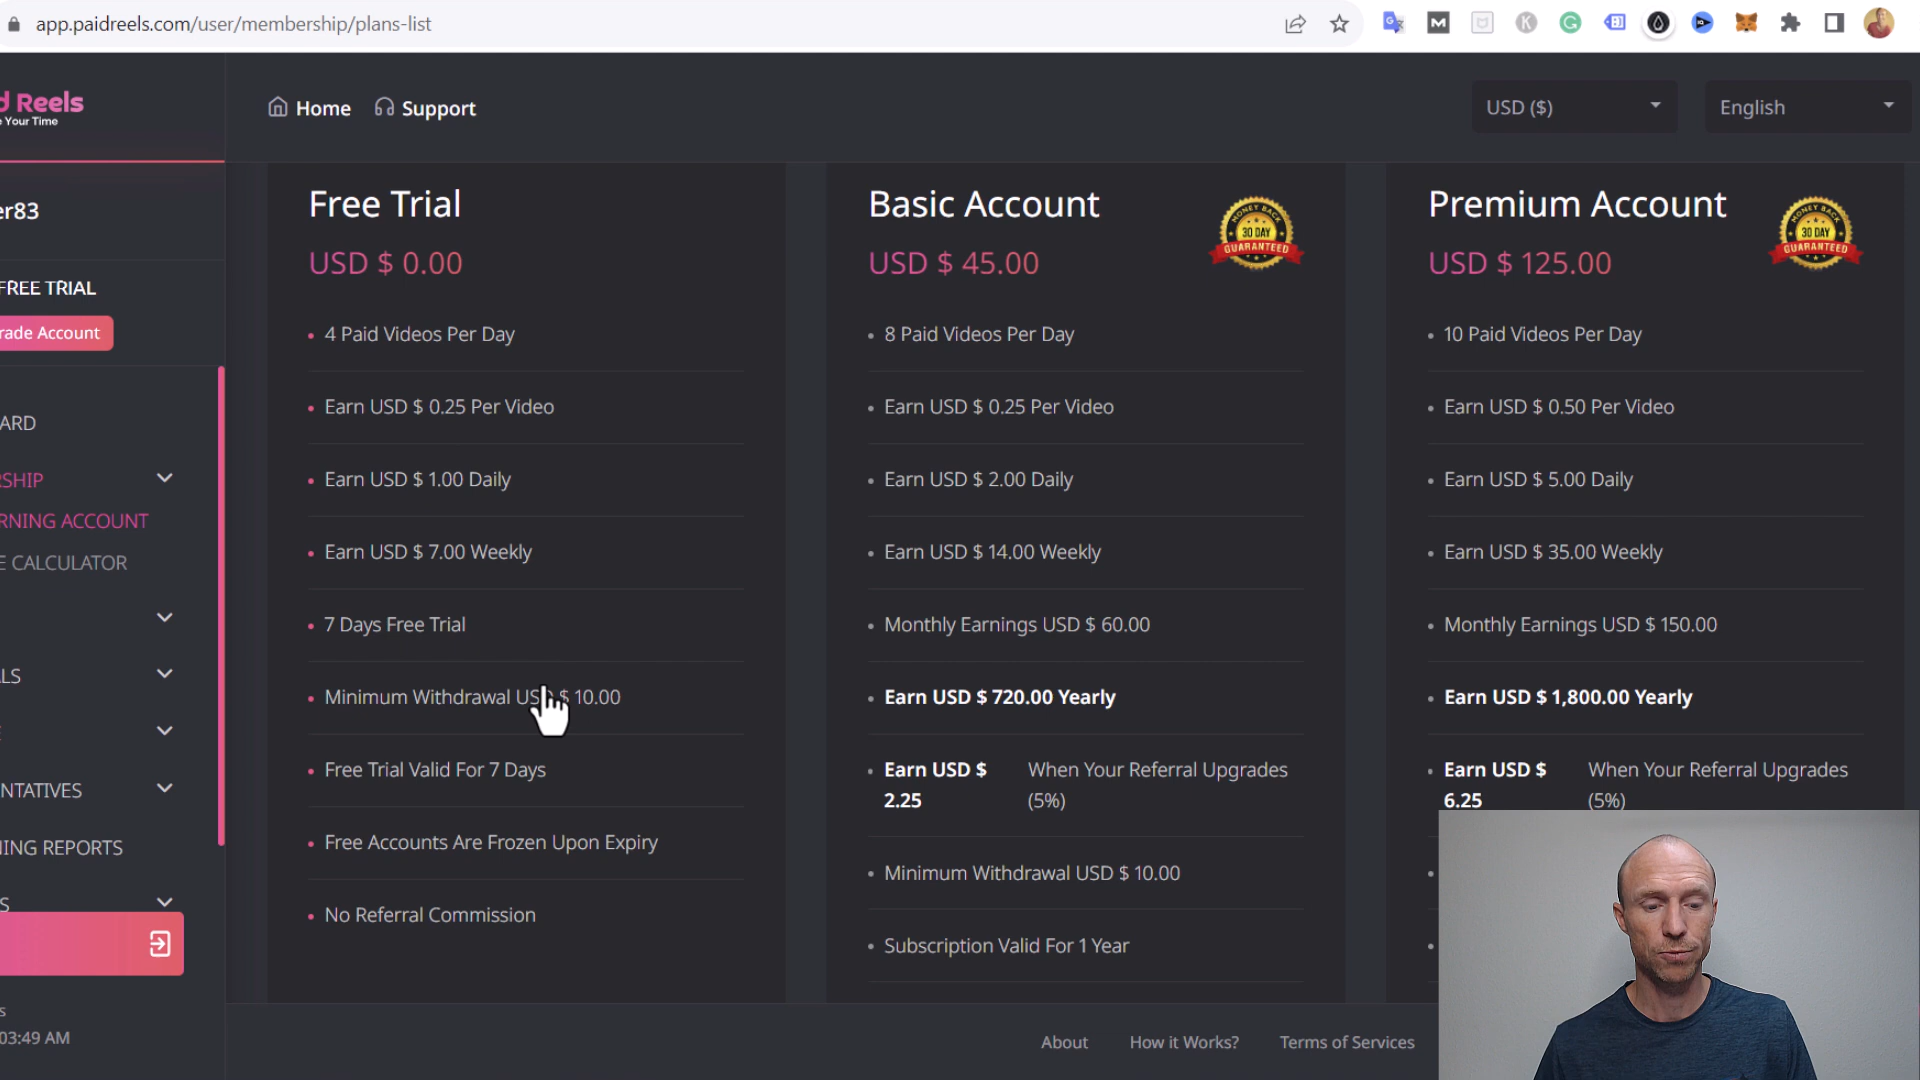 app.paidreels.com/user/membership/plans-list
d Reels
e Your Time
Home
Support
USD ($)
English
er83
FREE TRIAL
rade Account
ARD
RSHIP
RNING ACCOUNT
E CALCULATOR
LS
E
NTATIVES
NING REPORTS
S
s
03:49 AM
Free Trial
USD $ 0.00
4 Paid Videos Per Day
Earn USD $ 0.25 Per Video
Earn USD $ 1.00 Daily
Earn USD $ 7.00 Weekly
7 Days Free Trial
Minimum Withdrawal USD $ 10.00
Free Trial Valid For 7 Days
Free Accounts Are Frozen Upon Expiry
No Referral Commission
Basic Account
USD $ 45.00
MONEY BACK
30 DAY
GUARANTEED
8 Paid Videos Per Day
Earn USD $ 0.25 Per Video
Earn USD $ 2.00 Daily
Earn USD $ 14.00 Weekly
Monthly Earnings USD $ 60.00
Earn USD $ 720.00 Yearly
Earn USD $ When Your Referral Upgrades
2.25 (5%)
Minimum Withdrawal USD $ 10.00
Subscription Valid For 1 Year
Premium Account
USD $ 125.00
MONEY BACK
30 DAY
GUARANTEED
10 Paid Videos Per Day
Earn USD $ 0.50 Per Video
Earn USD $ 5.00 Daily
Earn USD $ 35.00 Weekly
Monthly Earnings USD $ 150.00
Earn USD $ 1,800.00 Yearly
Earn USD $ When Your Referral Upgrades
6.25 (5%)
About
How it Works?
Terms of Services